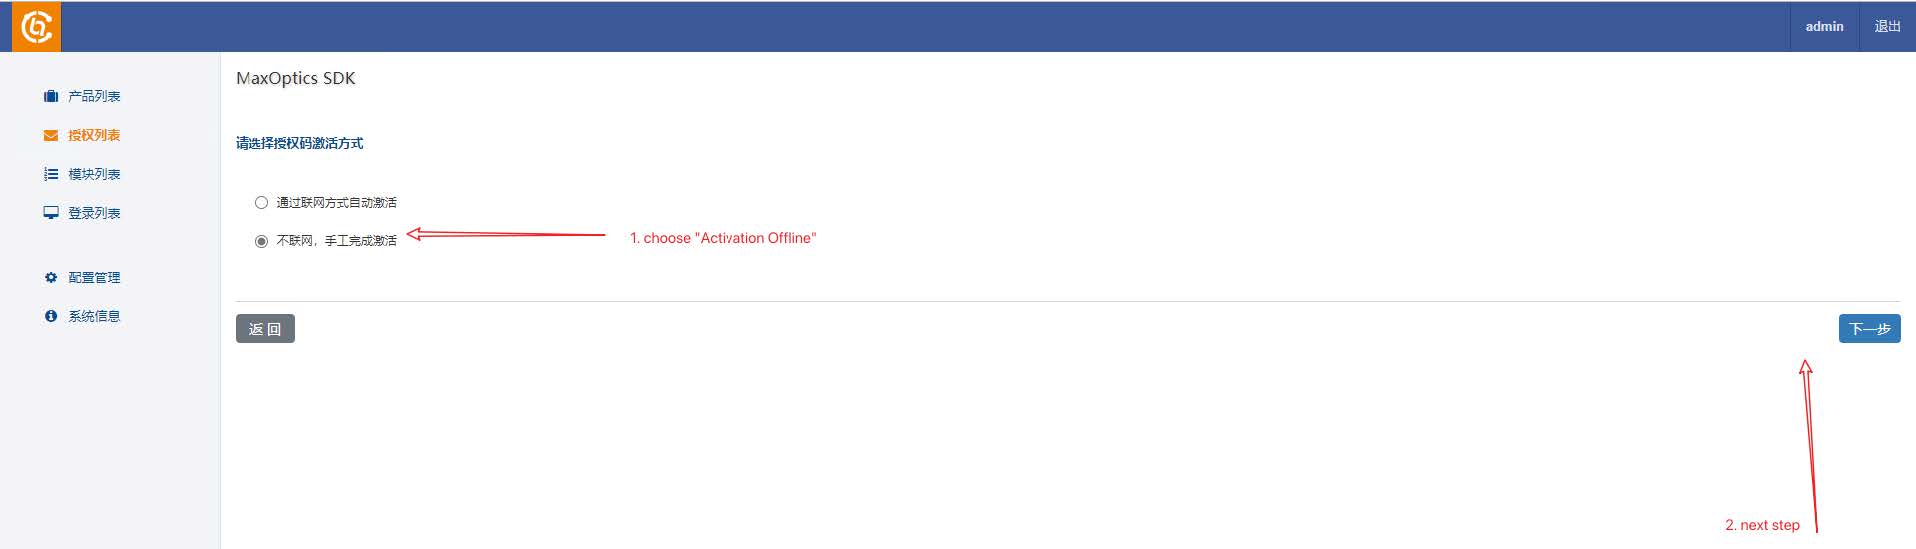 admin
退出
产品列表
授权列表
模块列表
登录列表
配置管理
系统信息
MaxOptics SDK
请选择授权码激活方式
通过联网方式自动激活
不联网，手工完成激活
1. choose "Activation Offline"
返 回
下一步
2. next step